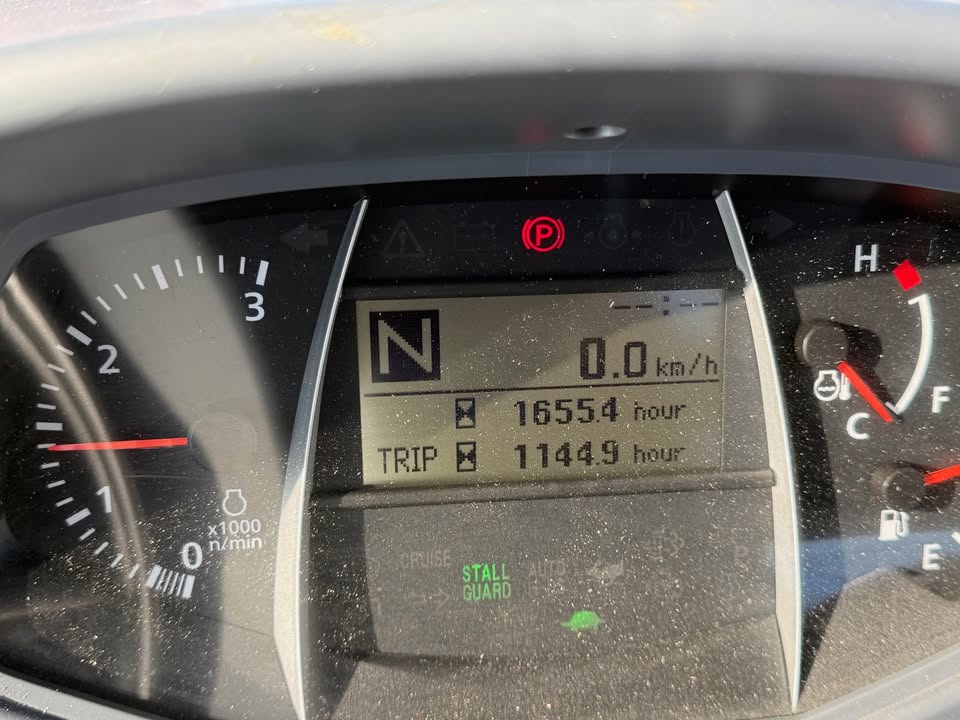 P
H
3
2
1
0
x1000
n/min
N
--:--
0.0 km/h
1655.4 hour
TRIP 1144.9 hour
F
C
E
CRUISE
STALL
GUARD
AUTO
P